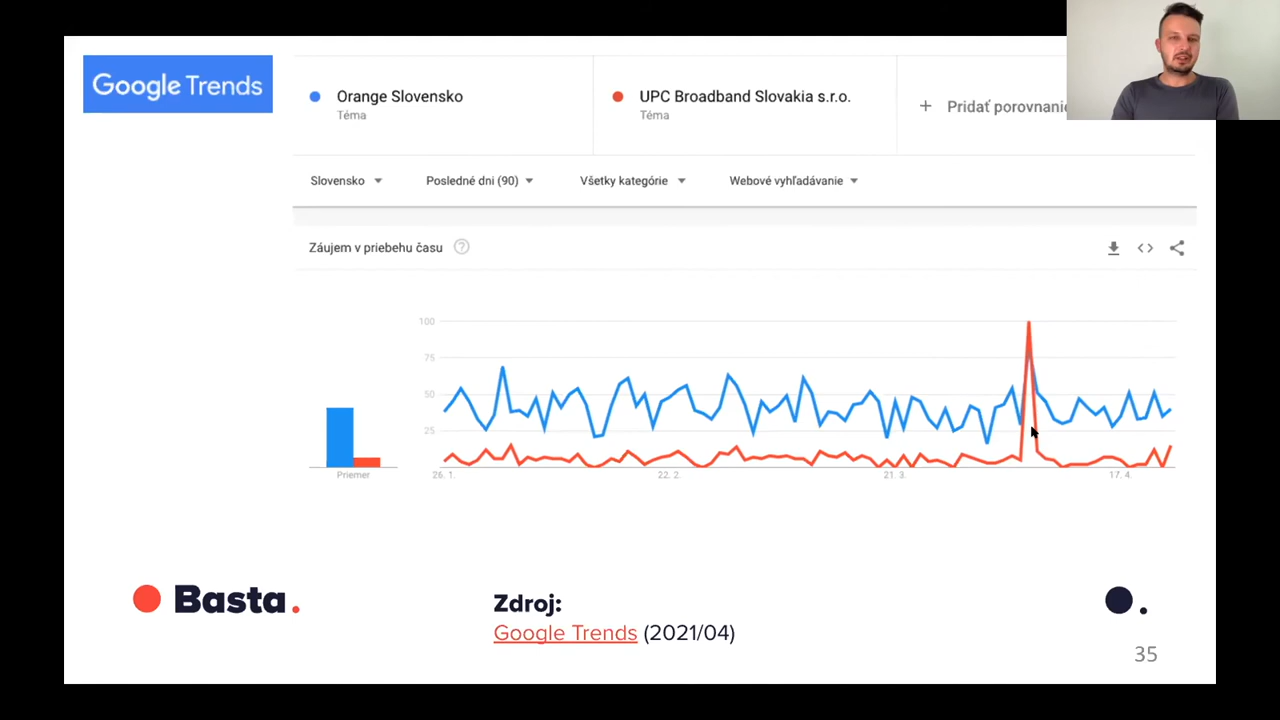 Google Trends
Orange Slovensko
Téma
UPC Broadband Slovakia s.r.o.
Téma
+ Pridať porovnanie
Slovensko
Posledné dni (90)
Všetky kategórie
Webové vyhľadávanie
Záujem v priebehu času
?
100
75
50
25
Priemer
26. 1.
22. 2.
21. 3.
17. 4.
Basta.
Zdroj:
Google Trends (2021/04)
35